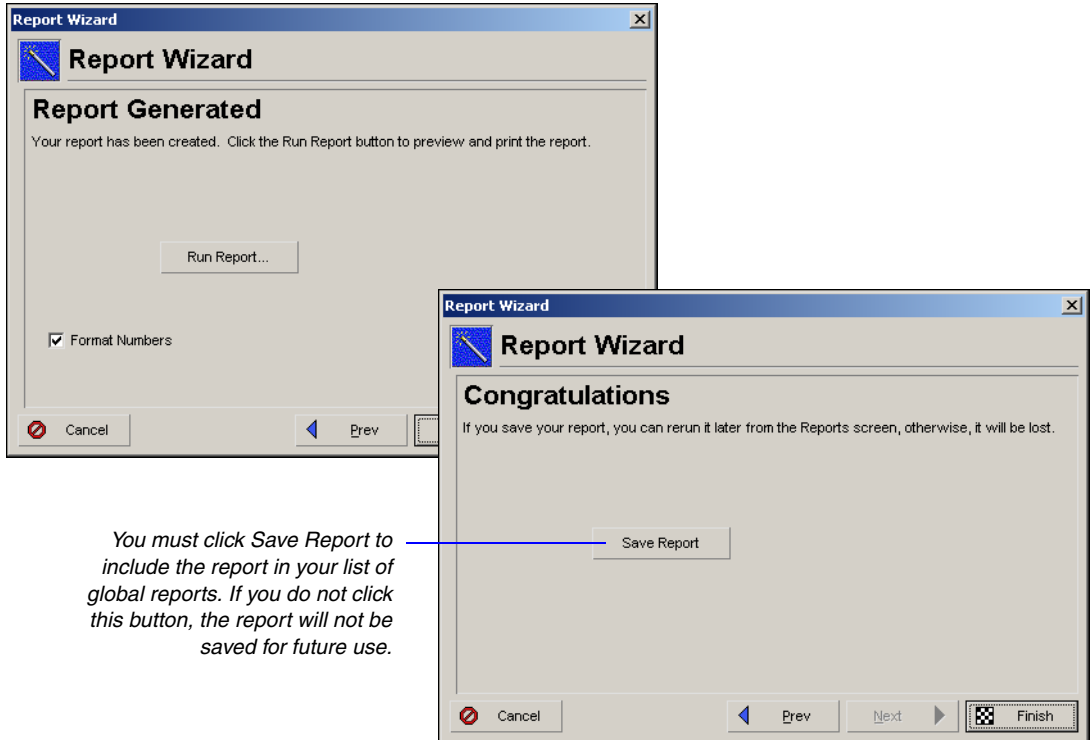 Report Wizard
Report Wizard
Report Generated
Your report has been created.  Click the Run Report button to preview and print the report.
Run Report...
Format Numbers
Cancel
Prev
Report Wizard
Report Wizard
Congratulations
If you save your report, you can rerun it later from the Reports screen, otherwise, it will be lost.
Save Report
Cancel
Prev
Next
Finish
You must click Save Report to
include the report in your list of
global reports. If you do not click
this button, the report will not be
saved for future use.